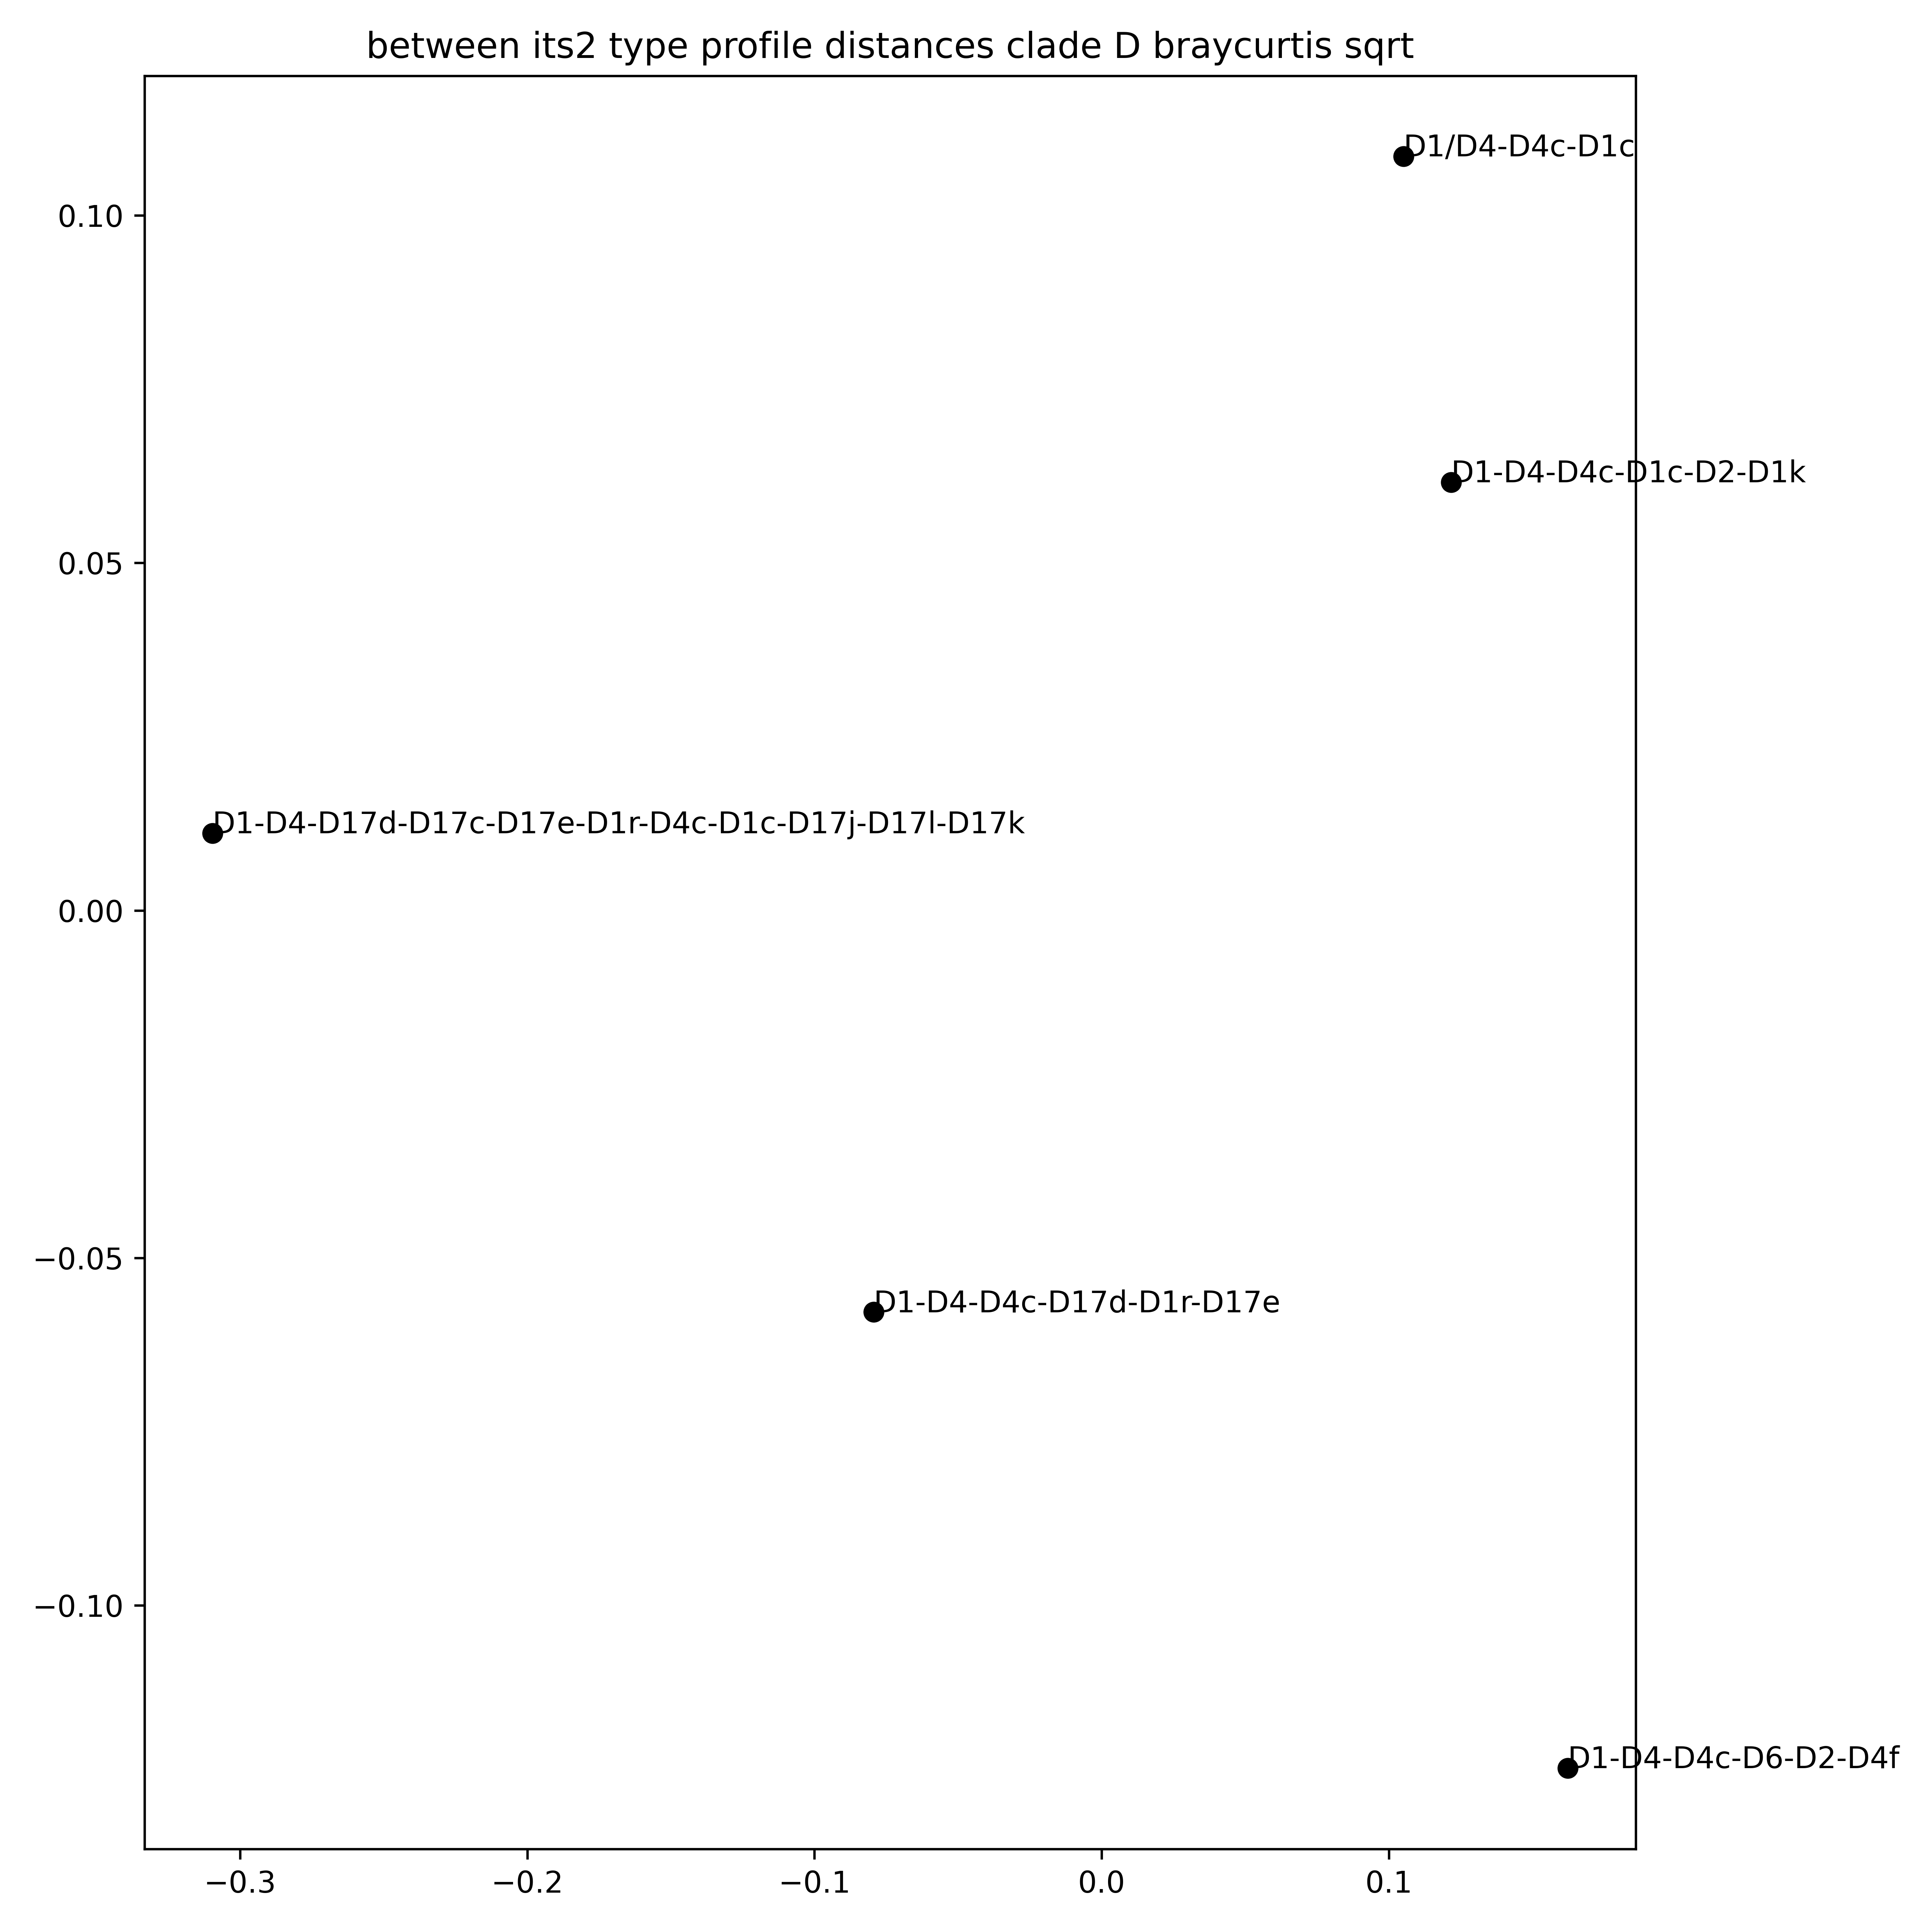 between its2 type profile distances clade D braycurtis sqrt
D1/D4-D4c-D1c
0.10
D1-D4-D4c-D1c-D2-D1k
0.05
D1-D4-D17d-D17c-D17e-D1r-D4c-D1c-D17j-D17l-D17k
0.00
−0.05
D1-D4-D4c-D17d-D1r-D17e
−0.10
D1-D4-D4c-D6-D2-D4f
−0.3 −0.2 −0.1 0.0 0.1